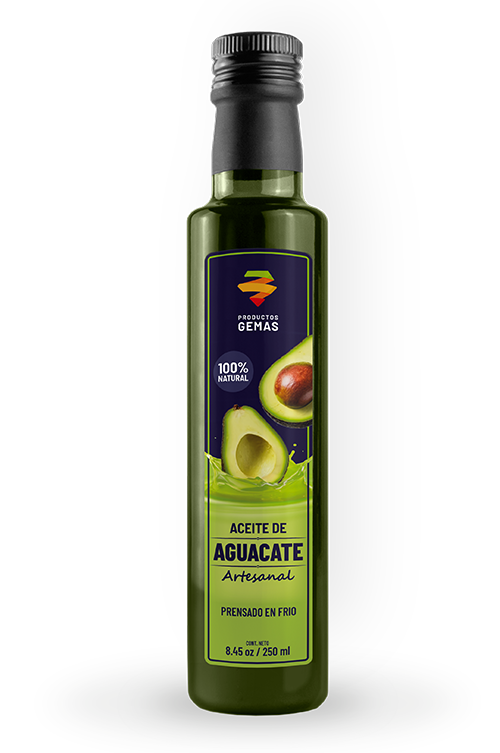 PRODUCTOS
GEMAS
100%
NATURAL
ACEITE DE
AGUACATE
Artesanal
PRENSADO EN FRIO
CONT. NETO
8.45 oz / 250 ml